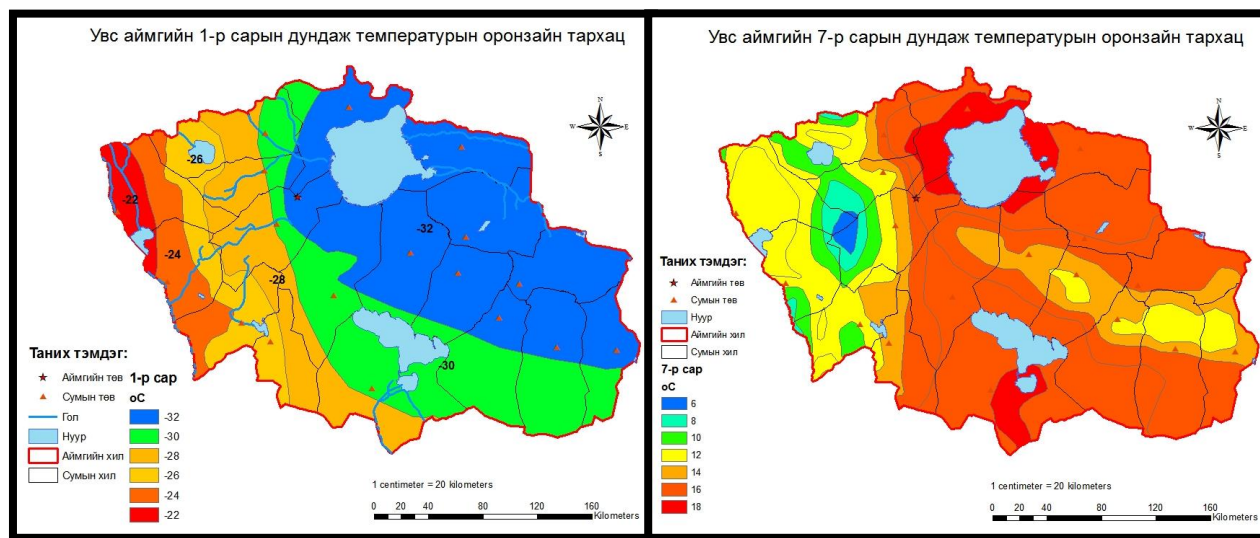 Увс аймгийн 1-р сарын дундаж температурын оронзайн тархац
N
W E
S
-26
-22
-24
-28
-32
-30
Таних тэмдэг:
Аймгийн төв
Сумын төв
Гол
Нуур
Аймгийн хил
Сумын хил
1-р сар
оС
-32
-30
-28
-26
-24
-22
1 centimeter = 20 kilometers
0 40 80 120 160
Kilometers
Увс аймгийн 7-р сарын дундаж температурын оронзайн тархац
N
W E
S
Таних тэмдэг:
Аймгийн төв
Сумын төв
Нуур
Аймгийн хил
Сумын хил
7-р сар
оС
6
8
10
12
14
16
18
1 centimeter = 20 kilometers
0 20 40 80 120 160
Kilometers